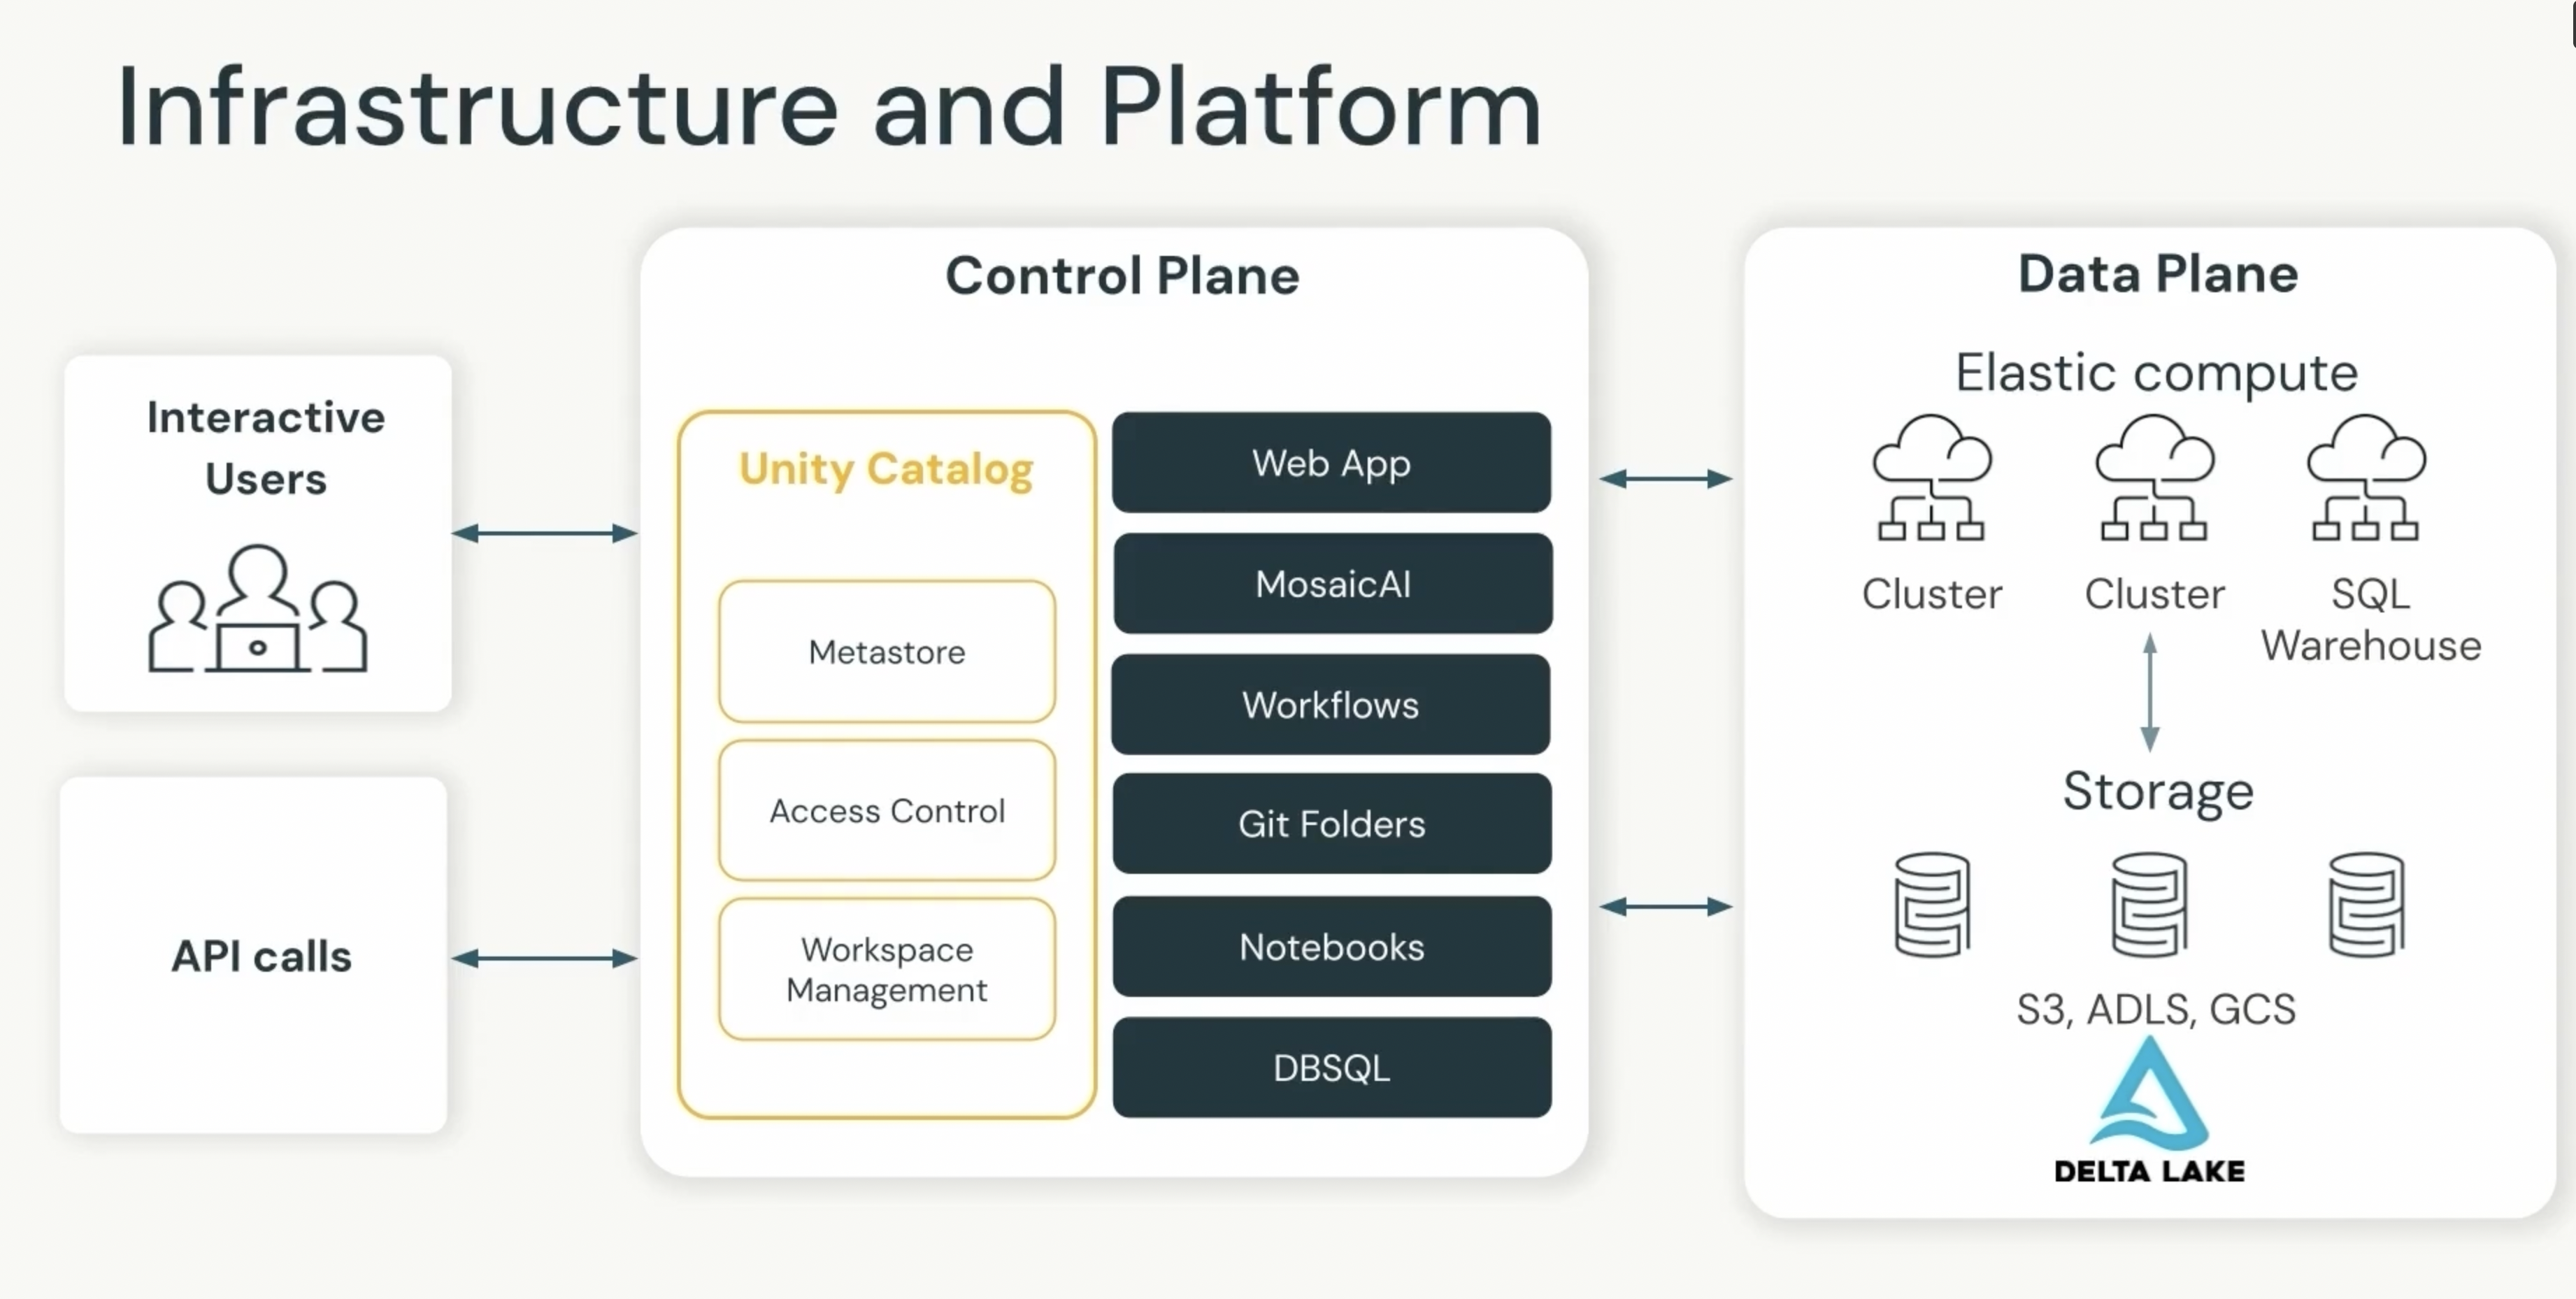 Infrastructure and Platform
Interactive
Users
API calls
Control Plane
Unity Catalog
Metastore
Access Control
Workspace
Management
Web App
MosaicAI
Workflows
Git Folders
Notebooks
DBSQL
Data Plane
Elastic compute
Cluster
Cluster
SQL
Warehouse
Storage
S3, ADLS, GCS
DELTA LAKE